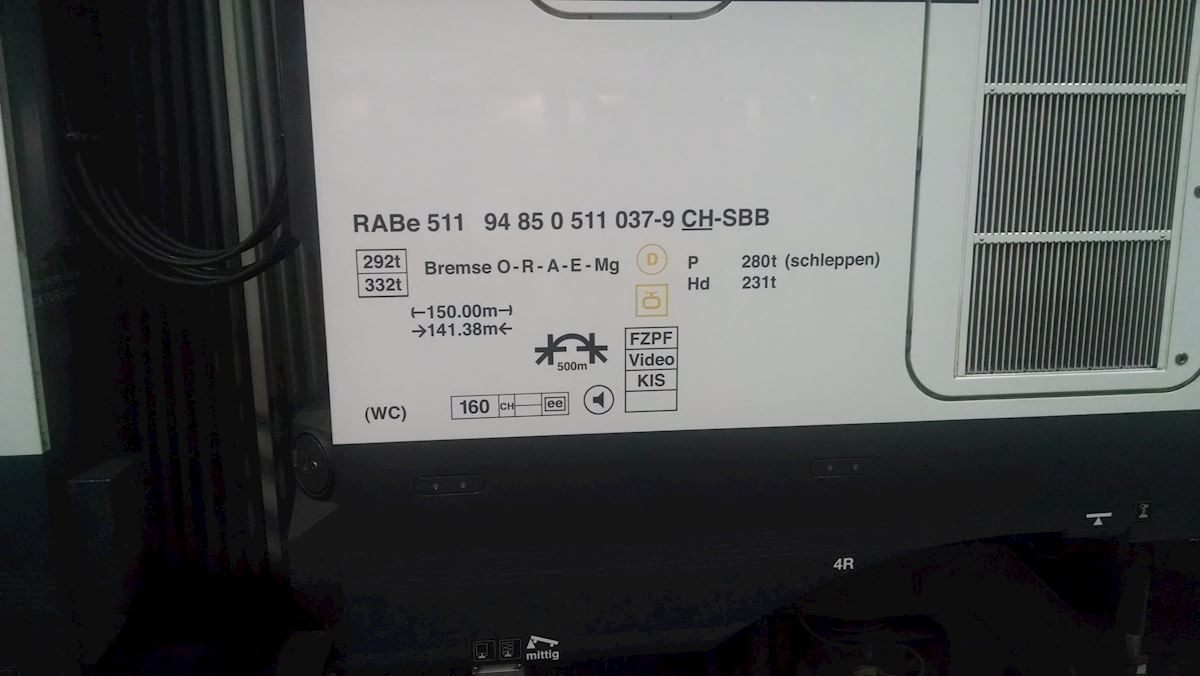 RABe 511 94 85 0 511 037-9 CH-SBB
292t Bremse O-R-A-E-Mg D P 280t (schleppen)
332t Hd 231t
150.00m
141.38m
500m
FZPF
Video
KIS
(WC) 160 CH ee
4R
mittig